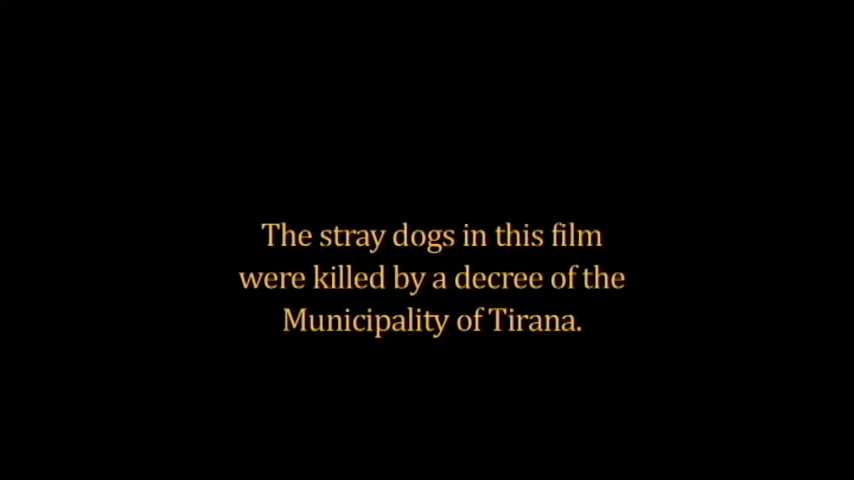 The stray dogs in this film
were killed by a decree of the
Municipality of Tirana.